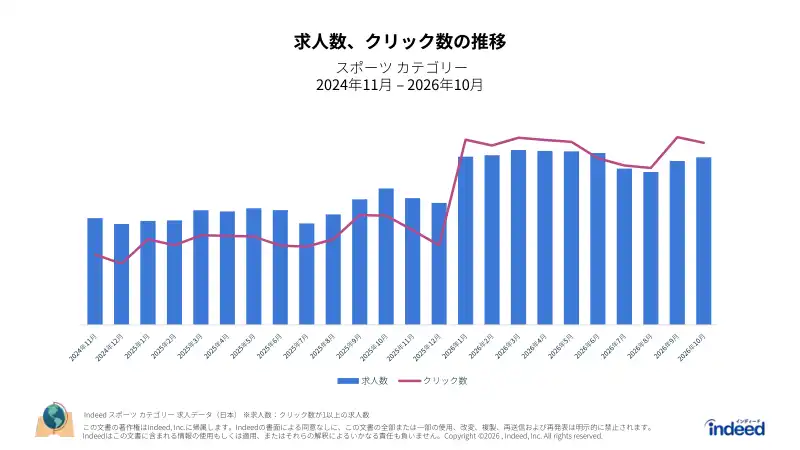 求人数、クリック数の推移
スポーツ カテゴリー
2024年11月 – 2026年10月
2024年11月
2024年12月
2025年1月
2025年2月
2025年3月
2025年4月
2025年5月
2025年6月
2025年7月
2025年8月
2025年9月
2025年10月
2025年11月
2025年12月
2026年1月
2026年2月
2026年3月
2026年4月
2026年5月
2026年6月
2026年7月
2026年8月
2026年9月
2026年10月
求人数 クリック数
Indeed スポーツ カテゴリー 求人データ（日本） ※求人数：クリック数が1以上の求人数
この文書の著作権はIndeed, Inc.に帰属します。Indeedの書面による同意なしに、この文書の全部または一部の使用、改変、複製、再送信および再発表は明示的に禁止されます。
Indeedはこの文書に含まれる情報の使用もしくは適用、またはそれらの解釈によるいかなる責任も負いません。Copyright ©2026 , Indeed, Inc. All rights reserved.
インディード
indeed